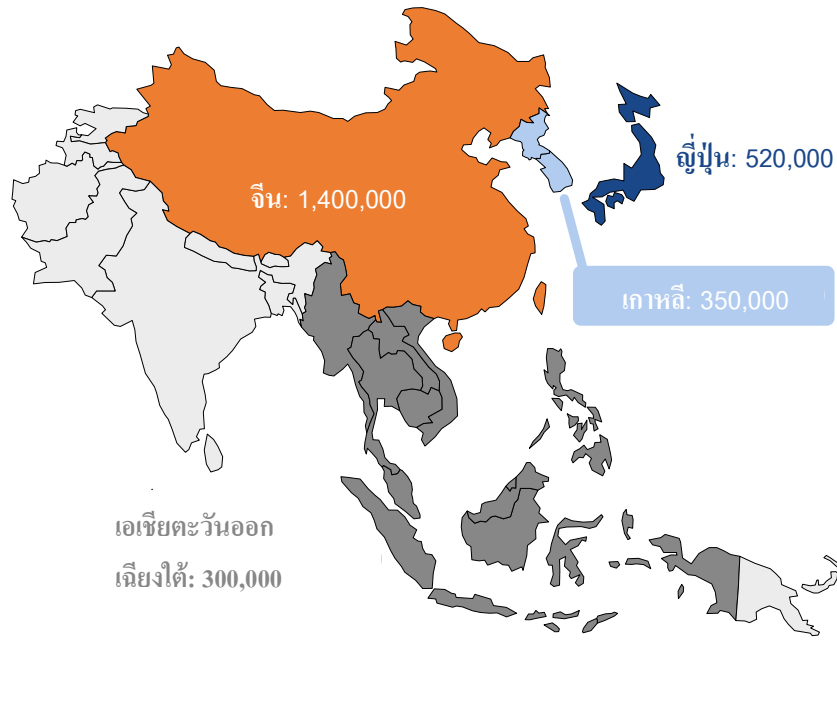 ญี่ปุ่น: 520,000
จีน: 1,400,000
เกาหลี: 350,000
เอเชียตะวันออก
เฉียงใต้: 300,000